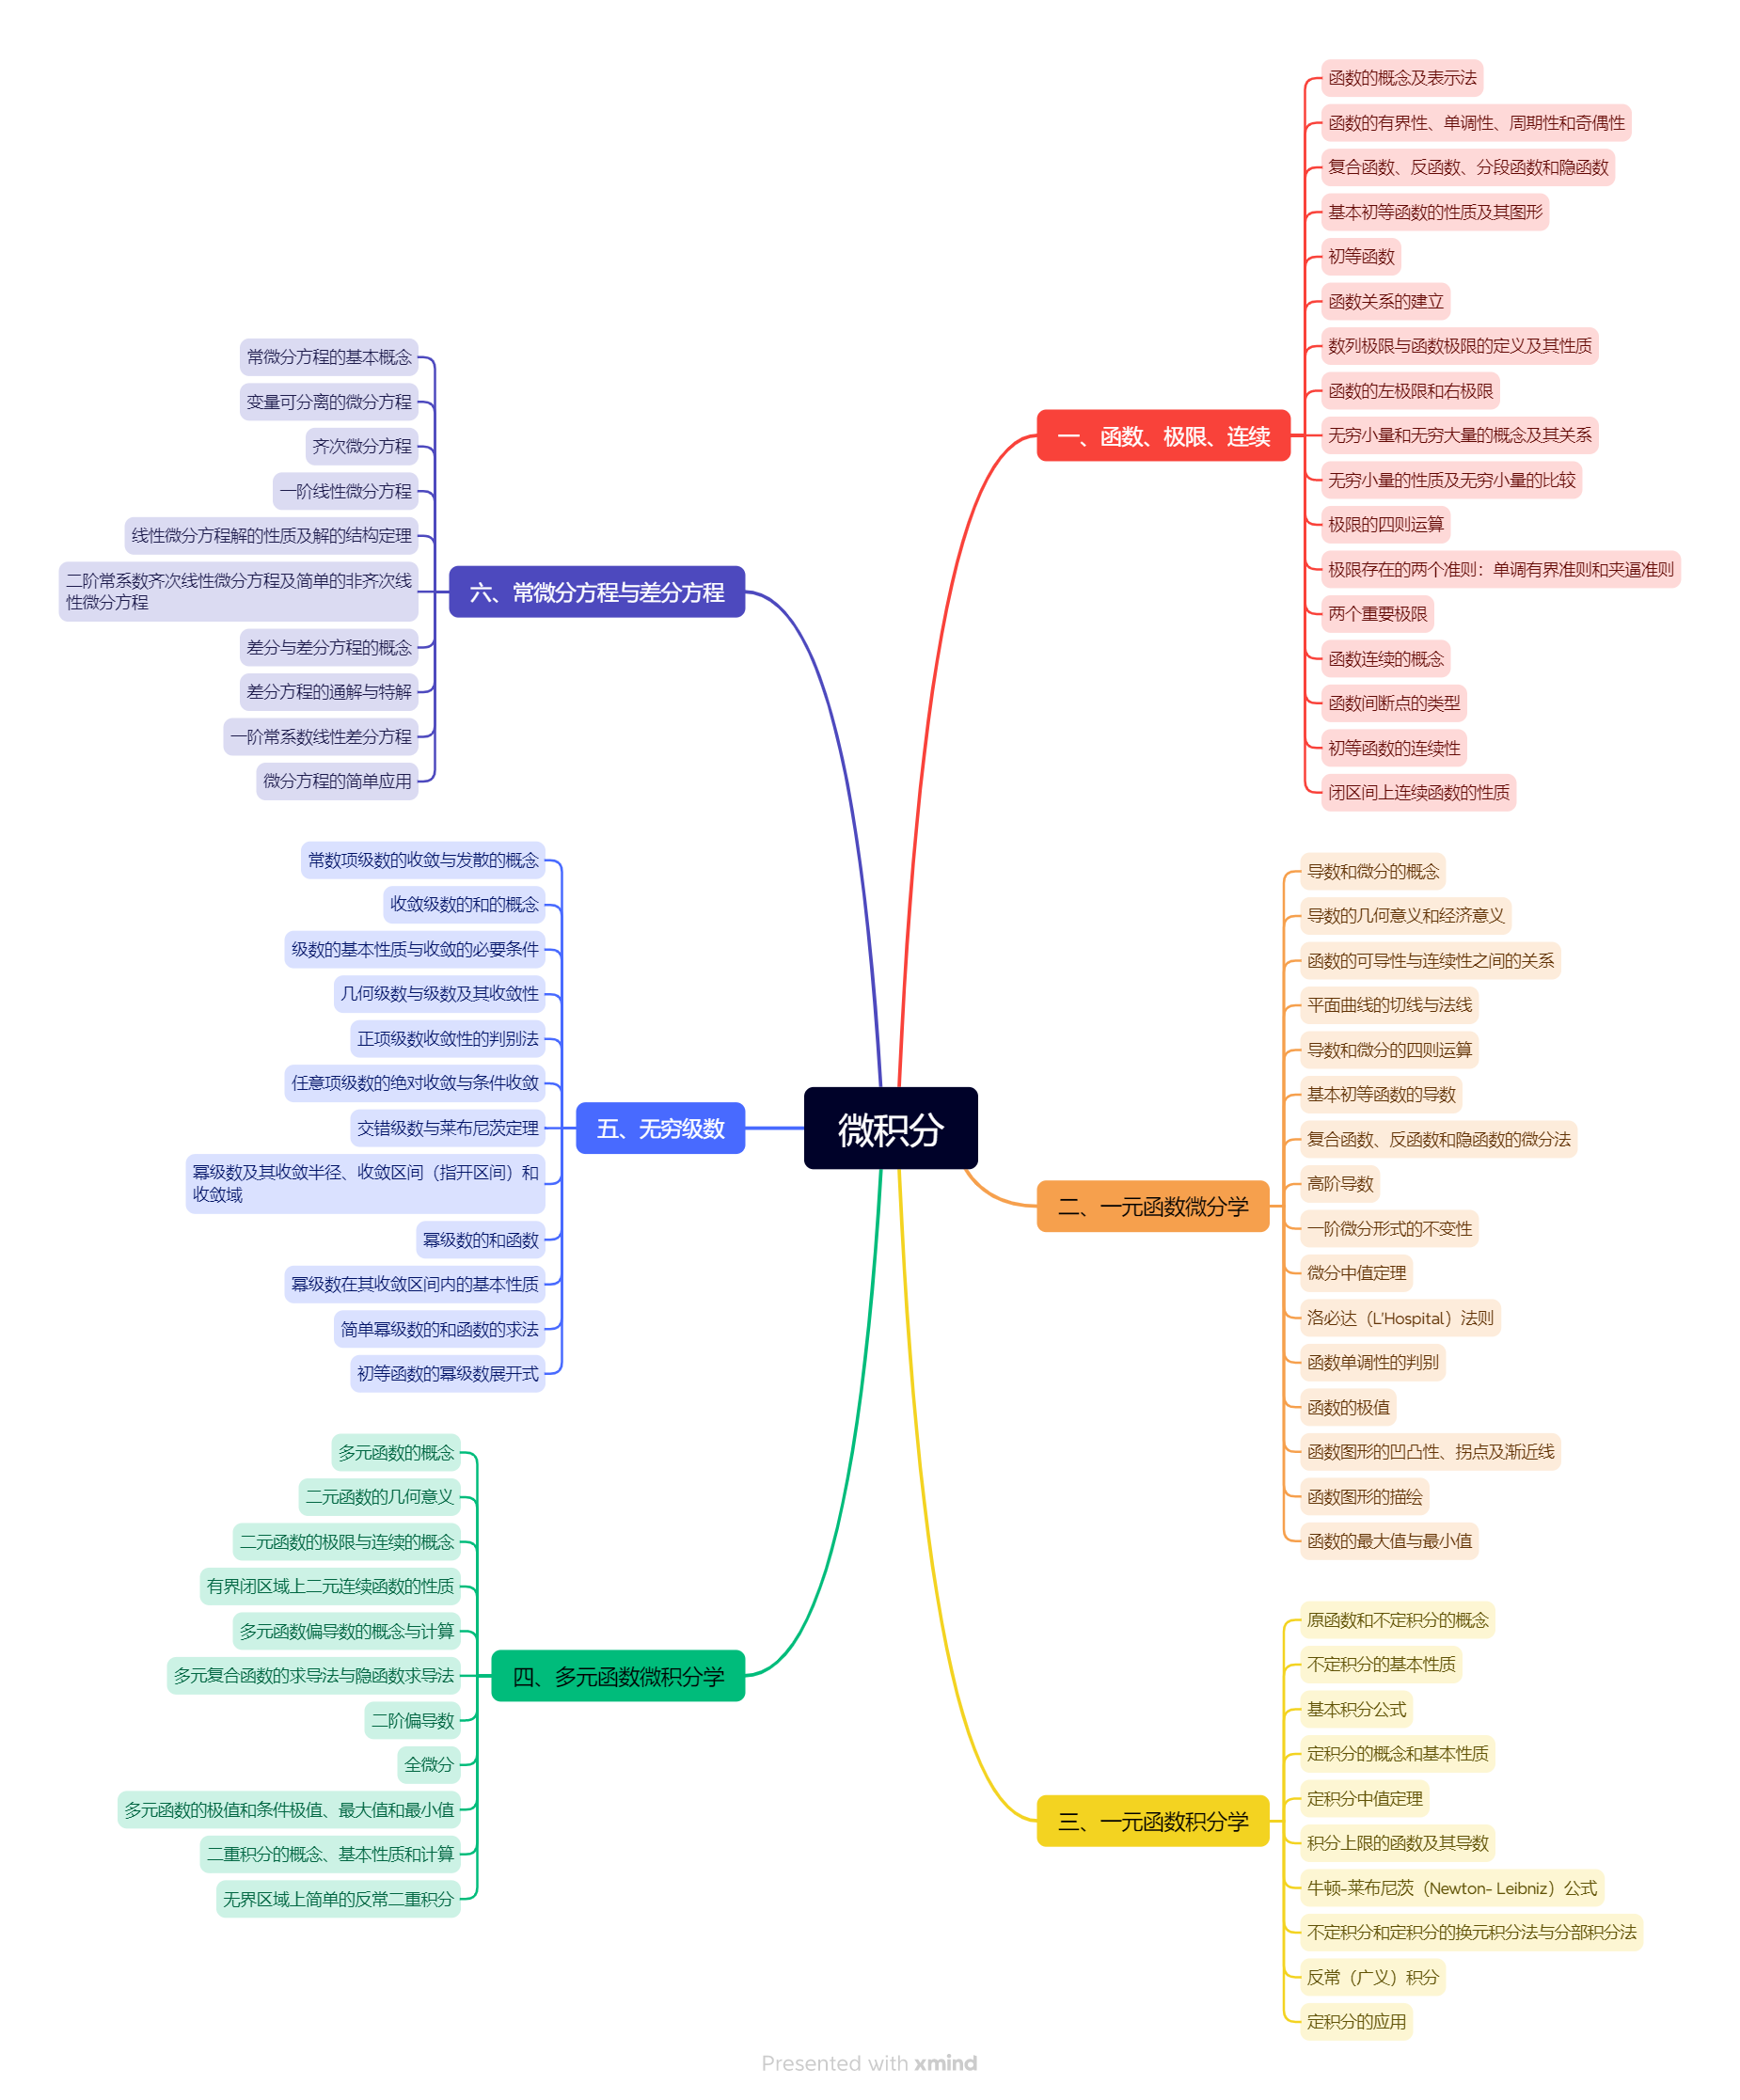 微积分
一、函数、极限、连续
函数的概念及表示法
函数的有界性、单调性、周期性和奇偶性
复合函数、反函数、分段函数和隐函数
基本初等函数的性质及其图形
初等函数
函数关系的建立
数列极限与函数极限的定义及其性质
函数的左极限和右极限
无穷小量和无穷大量的概念及其关系
无穷小量的性质及无穷小量的比较
极限的四则运算
极限存在的两个准则：单调有界准则和夹逼准则
两个重要极限
函数连续的概念
函数间断点的类型
初等函数的连续性
闭区间上连续函数的性质
二、一元函数微分学
导数和微分的概念
导数的几何意义和经济意义
函数的可导性与连续性之间的关系
平面曲线的切线与法线
导数和微分的四则运算
基本初等函数的导数
复合函数、反函数和隐函数的微分法
高阶导数
一阶微分形式的不变性
微分中值定理
洛必达（L'Hospital）法则
函数单调性的判别
函数的极值
函数图形的凹凸性、拐点及渐近线
函数图形的描绘
函数的最大值与最小值
三、一元函数积分学
原函数和不定积分的概念
不定积分的基本性质
基本积分公式
定积分的概念和基本性质
定积分中值定理
积分上限的函数及其导数
牛顿-莱布尼茨（Newton- Leibniz）公式
不定积分和定积分的换元积分法与分部积分法
反常（广义）积分
定积分的应用
四、多元函数微积分学
多元函数的概念
二元函数的几何意义
二元函数的极限与连续的概念
有界闭区域上二元连续函数的性质
多元函数偏导数的概念与计算
多元复合函数的求导法与隐函数求导法
二阶偏导数
全微分
多元函数的极值和条件极值、最大值和最小值
二重积分的概念、基本性质和计算
无界区域上简单的反常二重积分
五、无穷级数
常数项级数的收敛与发散的概念
收敛级数的和的概念
级数的基本性质与收敛的必要条件
几何级数与级数及其收敛性
正项级数收敛性的判别法
任意项级数的绝对收敛与条件收敛
交错级数与莱布尼茨定理
幂级数及其收敛半径、收敛区间（指开区间）和
收敛域
幂级数的和函数
幂级数在其收敛区间内的基本性质
简单幂级数的和函数的求法
初等函数的幂级数展开式
六、常微分方程与差分方程
常微分方程的基本概念
变量可分离的微分方程
齐次微分方程
一阶线性微分方程
线性微分方程解的性质及解的结构定理
二阶常系数齐次线性微分方程及简单的非齐次线
性微分方程
差分与差分方程的概念
差分方程的通解与特解
一阶常系数线性差分方程
微分方程的简单应用
Presented with xmind